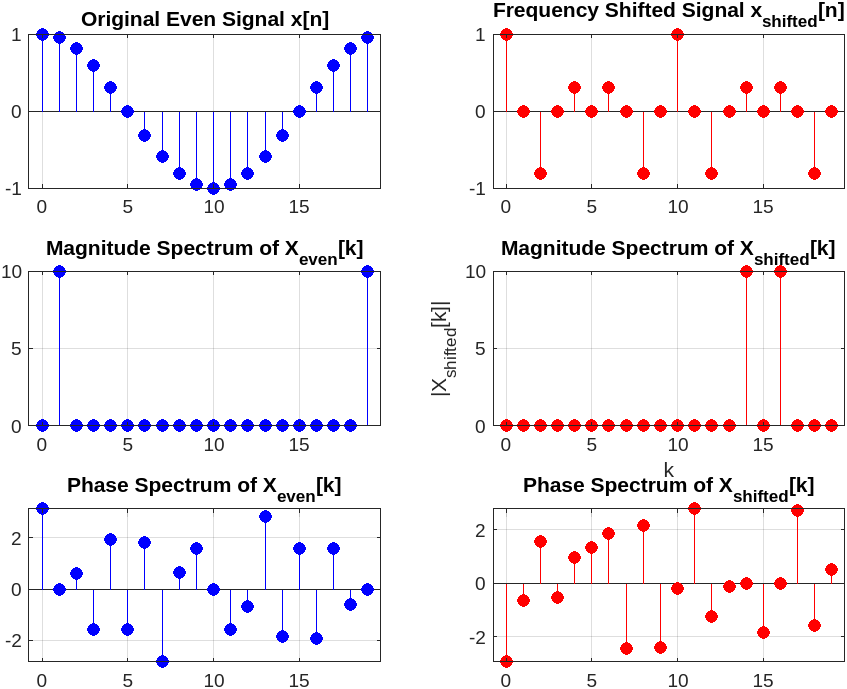 Original Even Signal x[n]
1
0
-1
0 5 10 15
Frequency Shifted Signal x_shifted[n]
1
0
-1
0 5 10 15
Magnitude Spectrum of X_even[k]
10
5
0
0 5 10 15
Magnitude Spectrum of X_shifted[k]
|X_shifted[k]|
10
5
0
0 5 10 15
k
Phase Spectrum of X_even[k]
2
0
-2
0 5 10 15
Phase Spectrum of X_shifted[k]
2
0
-2
0 5 10 15